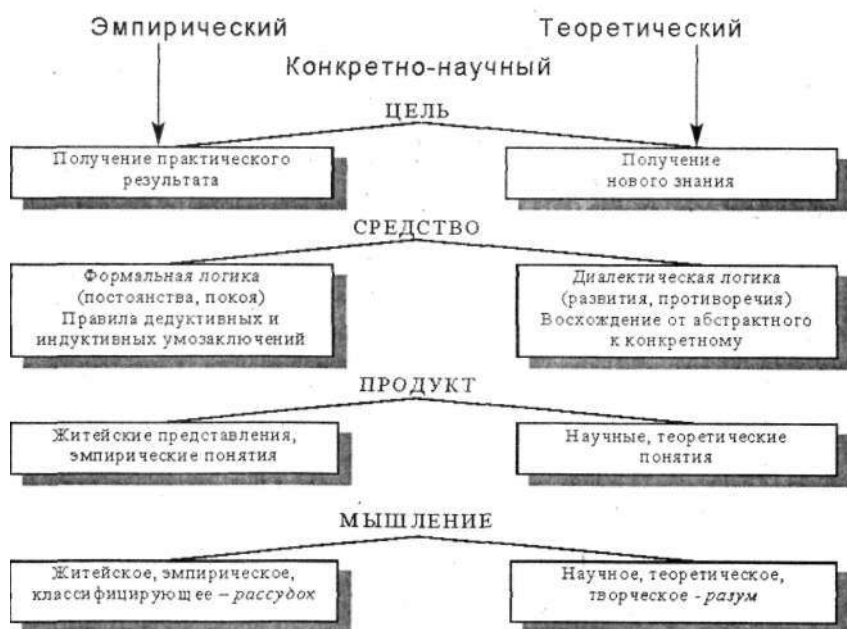 Эмпирический
Теоретический
Конкретно-научный
ЦЕЛЬ
Получение практического
результата
Получение
нового знания
СРЕДСТВО
Формальная логика
(постоянства, покоя)
Правила дедуктивных и
индуктивных умозаключений
Диалектическая логика
(развития, противоречия)
Восхождение от абстрактного
к конкретному
ПРОДУКТ
Житейские представления,
эмпирические понятия
Научные, теоретические
понятия
МЫШЛЕНИЕ
Житейское, эмпирическое,
классифицирующее – рассудок
Научное, теоретическое,
творческое - разум